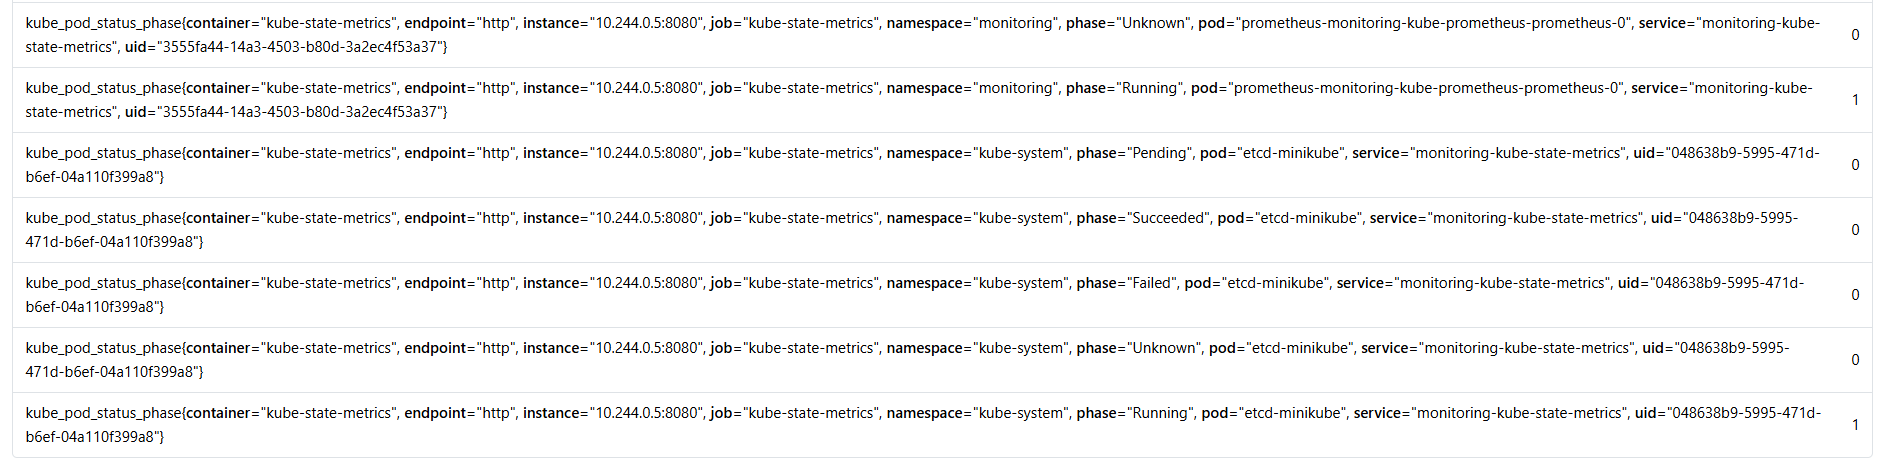 kube_pod_status_phase{container="kube-state-metrics", endpoint="http", instance="10.244.0.5:8080", job="kube-state-metrics", namespace="monitoring", phase="Unknown", pod="prometheus-monitoring-kube-prometheus-prometheus-0", service="monitoring-kube-
state-metrics", uid="3555fa44-14a3-4503-b80d-3a2ec4f53a37"}
0
kube_pod_status_phase{container="kube-state-metrics", endpoint="http", instance="10.244.0.5:8080", job="kube-state-metrics", namespace="monitoring", phase="Running", pod="prometheus-monitoring-kube-prometheus-prometheus-0", service="monitoring-kube-
state-metrics", uid="3555fa44-14a3-4503-b80d-3a2ec4f53a37"}
1
kube_pod_status_phase{container="kube-state-metrics", endpoint="http", instance="10.244.0.5:8080", job="kube-state-metrics", namespace="kube-system", phase="Pending", pod="etcd-minikube", service="monitoring-kube-state-metrics", uid="048638b9-5995-471d-
b6ef-04a110f399a8"}
0
kube_pod_status_phase{container="kube-state-metrics", endpoint="http", instance="10.244.0.5:8080", job="kube-state-metrics", namespace="kube-system", phase="Succeeded", pod="etcd-minikube", service="monitoring-kube-state-metrics", uid="048638b9-5995-
471d-b6ef-04a110f399a8"}
0
kube_pod_status_phase{container="kube-state-metrics", endpoint="http", instance="10.244.0.5:8080", job="kube-state-metrics", namespace="kube-system", phase="Failed", pod="etcd-minikube", service="monitoring-kube-state-metrics", uid="048638b9-5995-471d-
b6ef-04a110f399a8"}
0
kube_pod_status_phase{container="kube-state-metrics", endpoint="http", instance="10.244.0.5:8080", job="kube-state-metrics", namespace="kube-system", phase="Unknown", pod="etcd-minikube", service="monitoring-kube-state-metrics", uid="048638b9-5995-
471d-b6ef-04a110f399a8"}
0
kube_pod_status_phase{container="kube-state-metrics", endpoint="http", instance="10.244.0.5:8080", job="kube-state-metrics", namespace="kube-system", phase="Running", pod="etcd-minikube", service="monitoring-kube-state-metrics", uid="048638b9-5995-471d-
b6ef-04a110f399a8"}
1